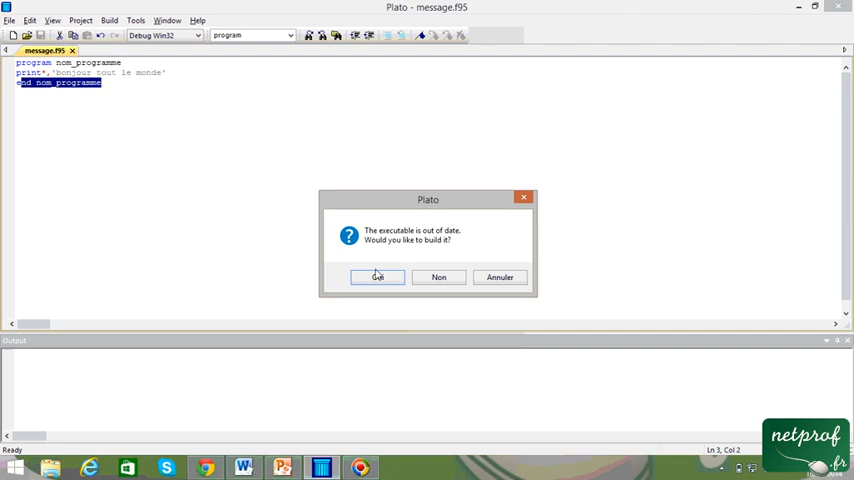 Plato - message.f95
File Edit View Project Build Tools Window Help
Debug Win32 program
message.f95
program nom_programme
print*,'bonjour tout le monde'
end nom_programme
Plato
The executable is out of date.
Would you like to build it?
Oui Non Annuler
Output
Ready Ln 3, Col 2
netprof
.fr